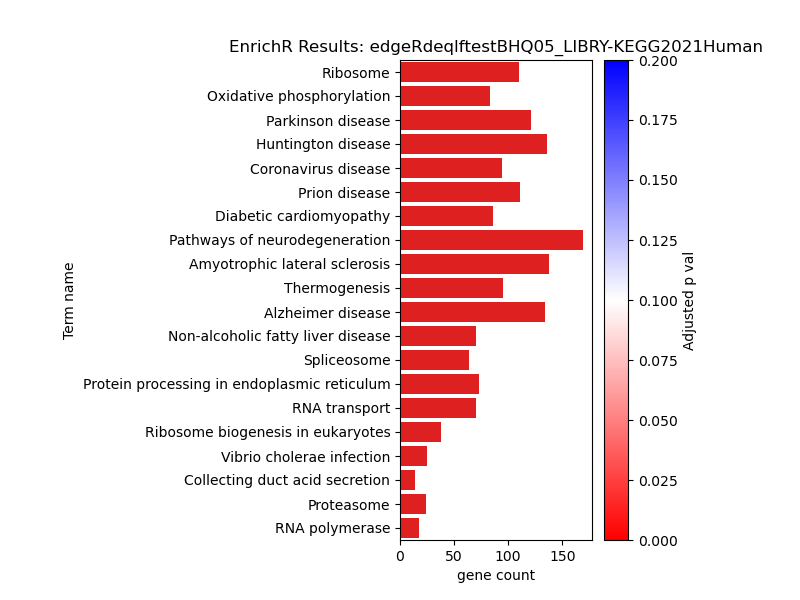 EnrichR Results: edgeRdeqlftestBHQ05_LIBRY-KEGG2021Human
Term name
Ribosome
Oxidative phosphorylation
Parkinson disease
Huntington disease
Coronavirus disease
Prion disease
Diabetic cardiomyopathy
Pathways of neurodegeneration
Amyotrophic lateral sclerosis
Thermogenesis
Alzheimer disease
Non-alcoholic fatty liver disease
Spliceosome
Protein processing in endoplasmic reticulum
RNA transport
Ribosome biogenesis in eukaryotes
Vibrio cholerae infection
Collecting duct acid secretion
Proteasome
RNA polymerase
0 50 100 150
gene count
0.200
0.175
0.150
0.125
0.100
0.075
0.050
0.025
0.000
Adjusted p val